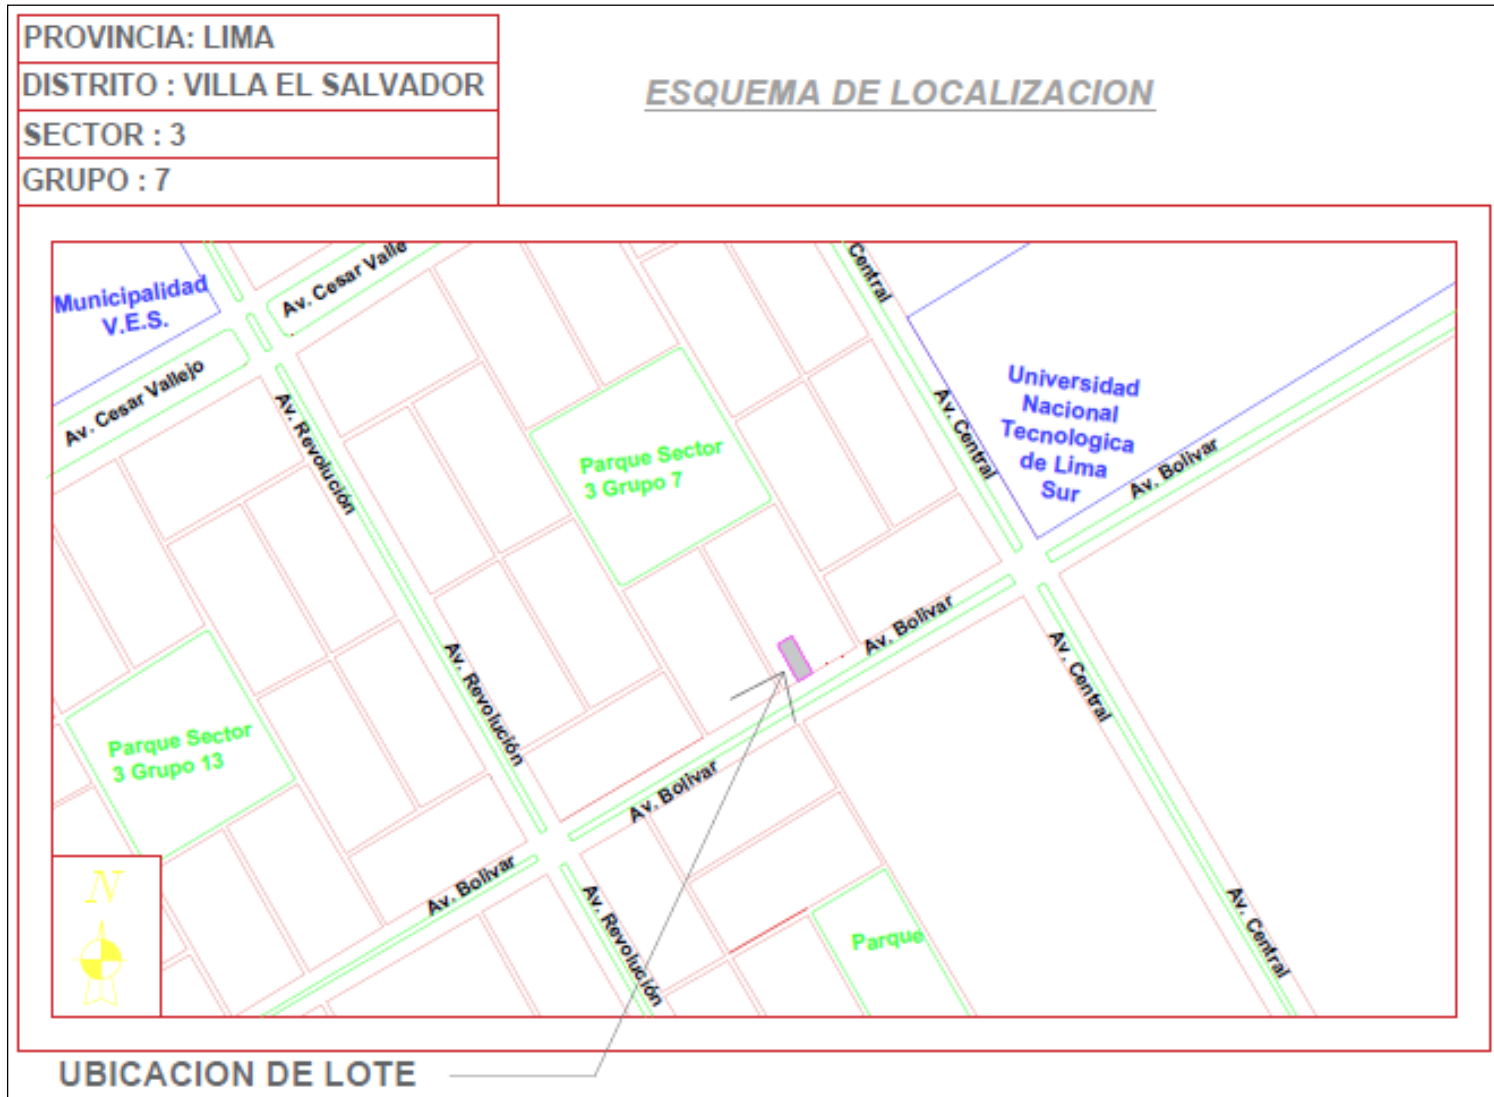 PROVINCIA: LIMA
DISTRITO : VILLA EL SALVADOR
SECTOR : 3
GRUPO : 7
ESQUEMA DE LOCALIZACION
Municipalidad
V.E.S.
Av. Cesar Valle
Av. Cesar Vallejo
Central
Av. Revolución
Parque Sector
3 Grupo 7
Av. Central
Universidad
Nacional
Tecnologica
de Lima
Sur
Av. Bolivar
Av. Bolivar
Av. Revolución
Av. Central
Parque Sector
3 Grupo 13
Av. Bolivar
Av. Bolivar
Av. Revolución
Parque
Av. Central
N
UBICACION DE LOTE